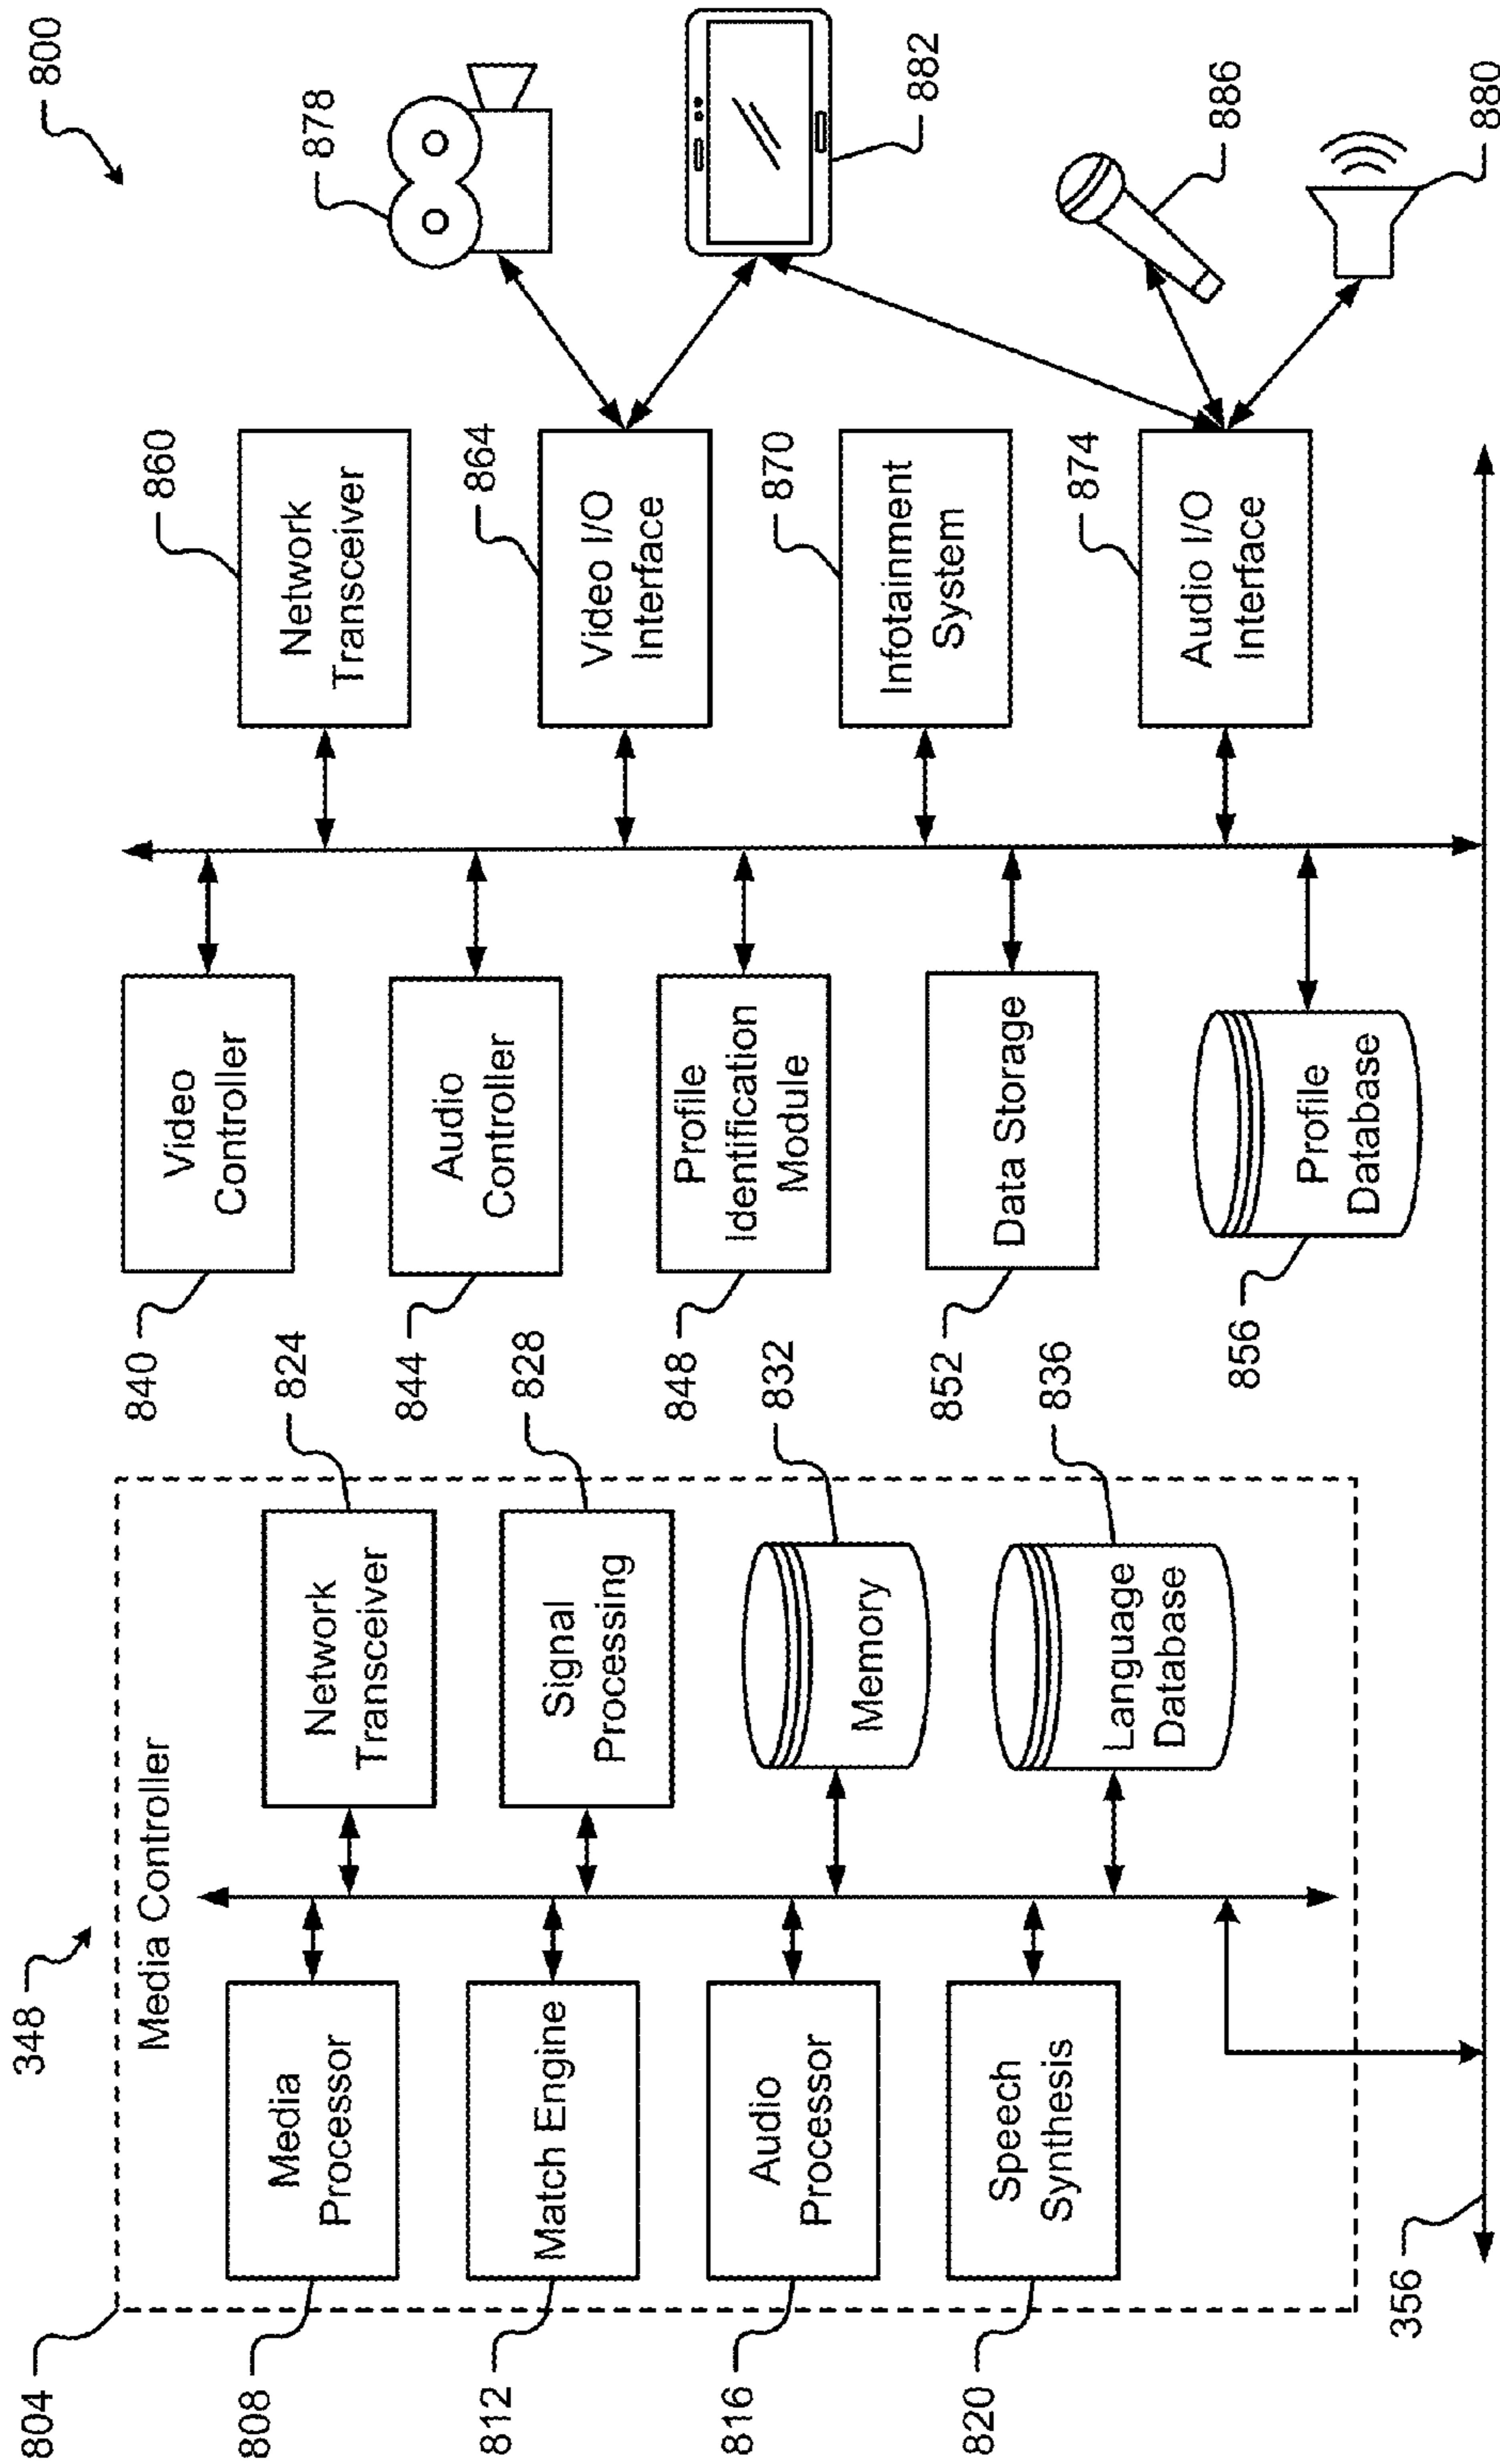 800
348
804
Media Controller
808
Media
Processor
812
Match Engine
816
Audio
Processor
820
Speech
Synthesis
824
Network
Transceiver
828
Signal
Processing
832
Memory
836
Language
Database
840
Video
Controller
844
Audio
Controller
848
Profile
Identification
Module
852
Data Storage
856
Profile
Database
860
Network
Transceiver
864
Video I/O
Interface
870
Infotainment
System
874
Audio I/O
Interface
878
882
886
880
356